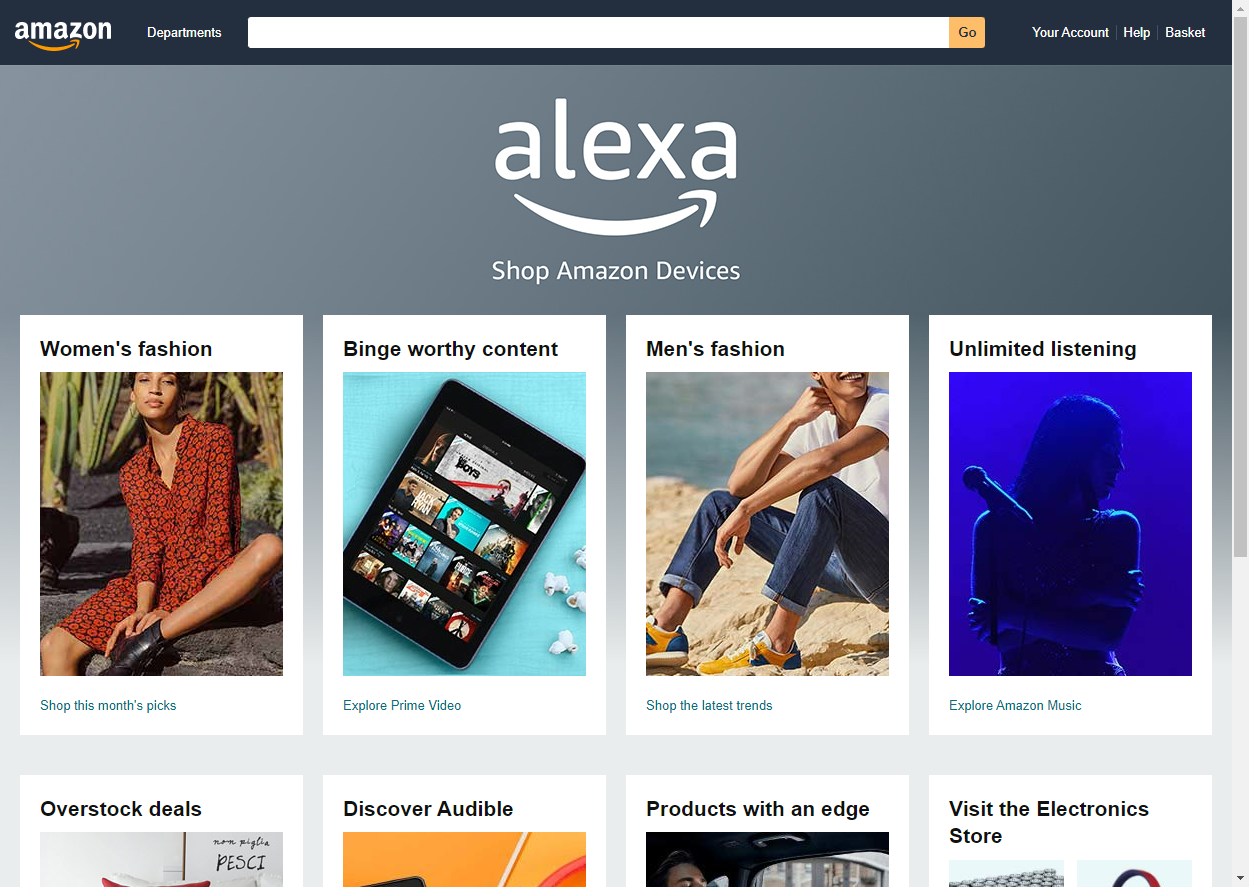 amazon
Departments
Go
Your Account
Help
Basket
alexa
Shop Amazon Devices
Women's fashion
Binge worthy content
Men's fashion
Unlimited listening
THE BOYS
JACK RYAN
Shop this month's picks
Explore Prime Video
Shop the latest trends
Explore Amazon Music
Overstock deals
Discover Audible
Products with an edge
Visit the Electronics
Store
non piglia
PESCI